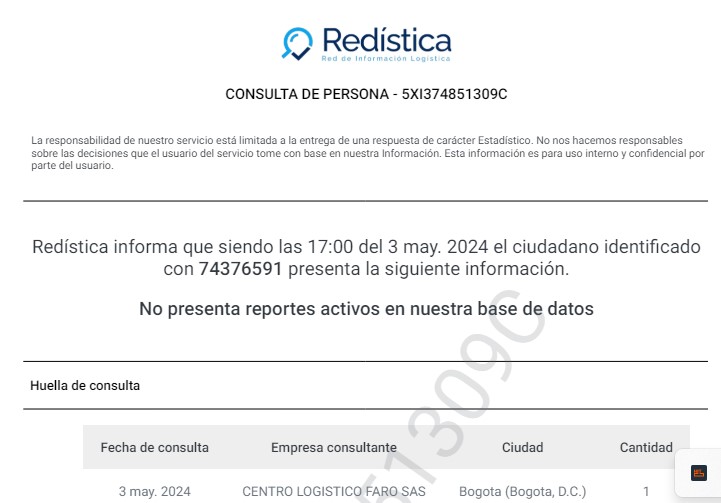 Redística
Red de Información Logística
CONSULTA DE PERSONA - 5XI374851309C
La responsabilidad de nuestro servicio está limitada a la entrega de una respuesta de carácter Estadístico. No nos hacemos responsables
sobre las decisiones que el usuario del servicio tome con base en nuestra Información. Esta información es para uso interno y confidencial por
parte del usuario.
Redística informa que siendo las 17:00 del 3 may. 2024 el ciudadano identificado
con 74376591 presenta la siguiente información.
No presenta reportes activos en nuestra base de datos
Huella de consulta
Fecha de consulta Empresa consultante Ciudad Cantidad
3 may. 2024 CENTRO LOGISTICO FARO SAS Bogota (Bogota, D.C.) 1
51309C